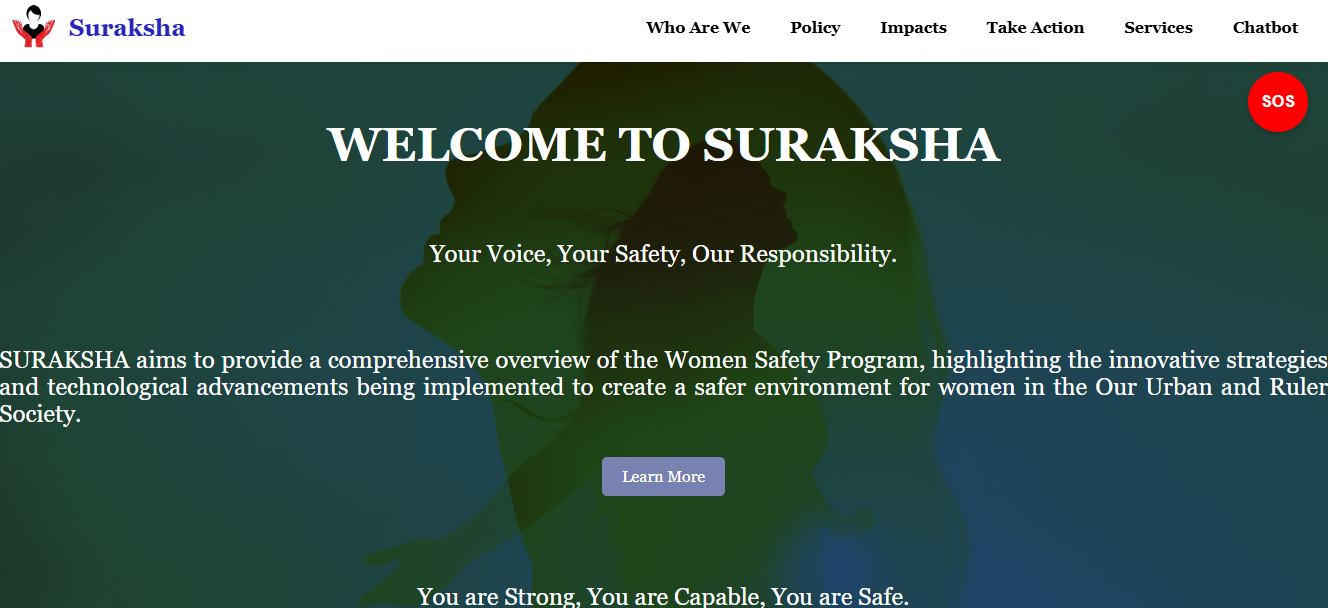 Suraksha
Who Are We Policy Impacts Take Action Services Chatbot
SOS
WELCOME TO SURAKSHA
Your Voice, Your Safety, Our Responsibility.
SURAKSHA aims to provide a comprehensive overview of the Women Safety Program, highlighting the innovative strategies
and technological advancements being implemented to create a safer environment for women in the Our Urban and Ruler
Society.
Learn More
You are Strong, You are Capable, You are Safe.